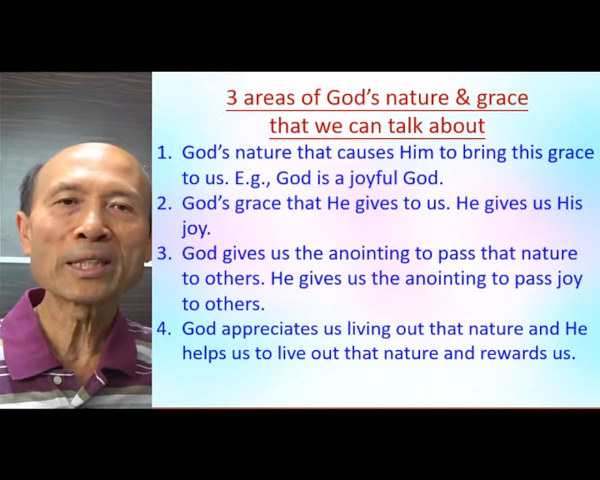 3 areas of God's nature & grace
that we can talk about
1. God's nature that causes Him to bring this grace
to us. E.g., God is a joyful God.
2. God's grace that He gives to us. He gives us His
joy.
3. God gives us the anointing to pass that nature
to others. He gives us the anointing to pass joy
to others.
4. God appreciates us living out that nature and He
helps us to live out that nature and rewards us.